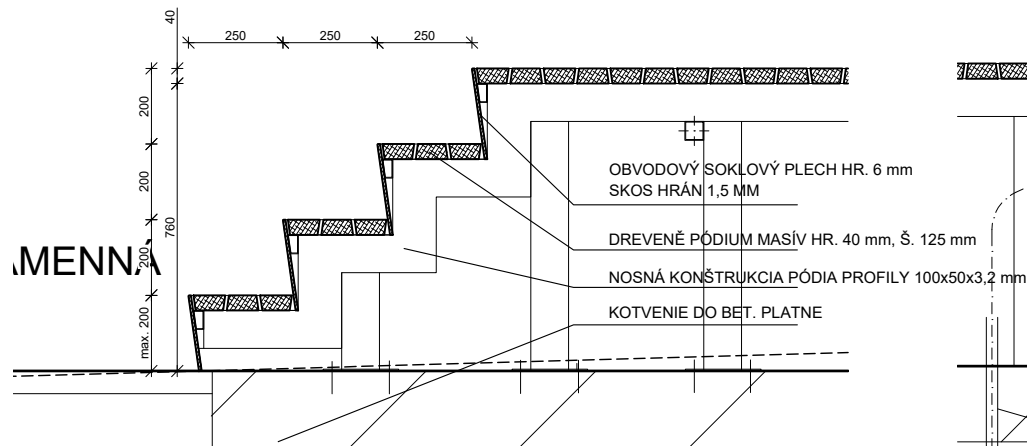 40
250 250 250
200
200
760
200
max. 200
AMENNÁ
OBVODOVÝ SOKLOVÝ PLECH HR. 6 mm
SKOS HRÁN 1,5 MM
DREVENĚ PÓDIUM MASÍV HR. 40 mm, Š. 125 mm
NOSNÁ KONŠTRUKCIA PÓDIA PROFILY 100x50x3,2 mm
KOTVENIE DO BET. PLATNE